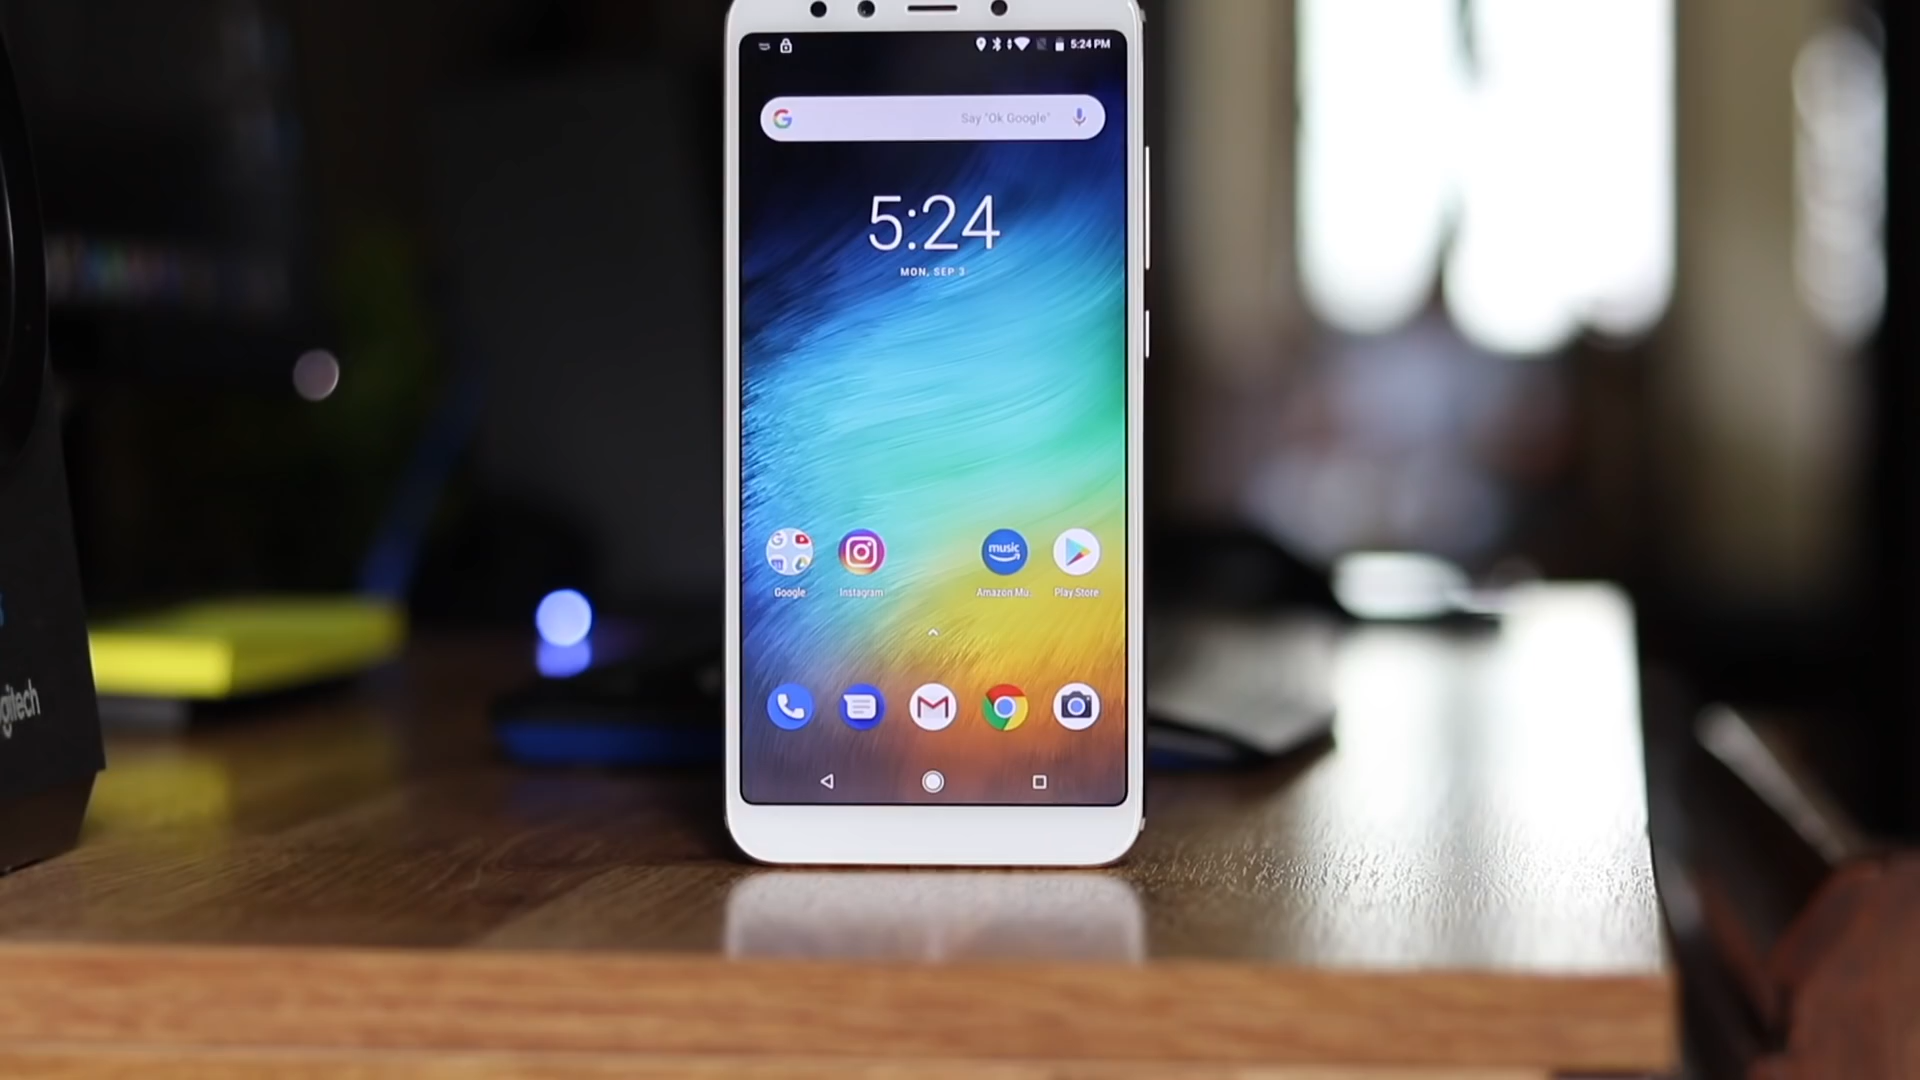 5:24 PM
Say "Ok Google"
5:24
MON, SEP 3
music
Google
Instagram
Amazon Mu..
Play Store
gitech